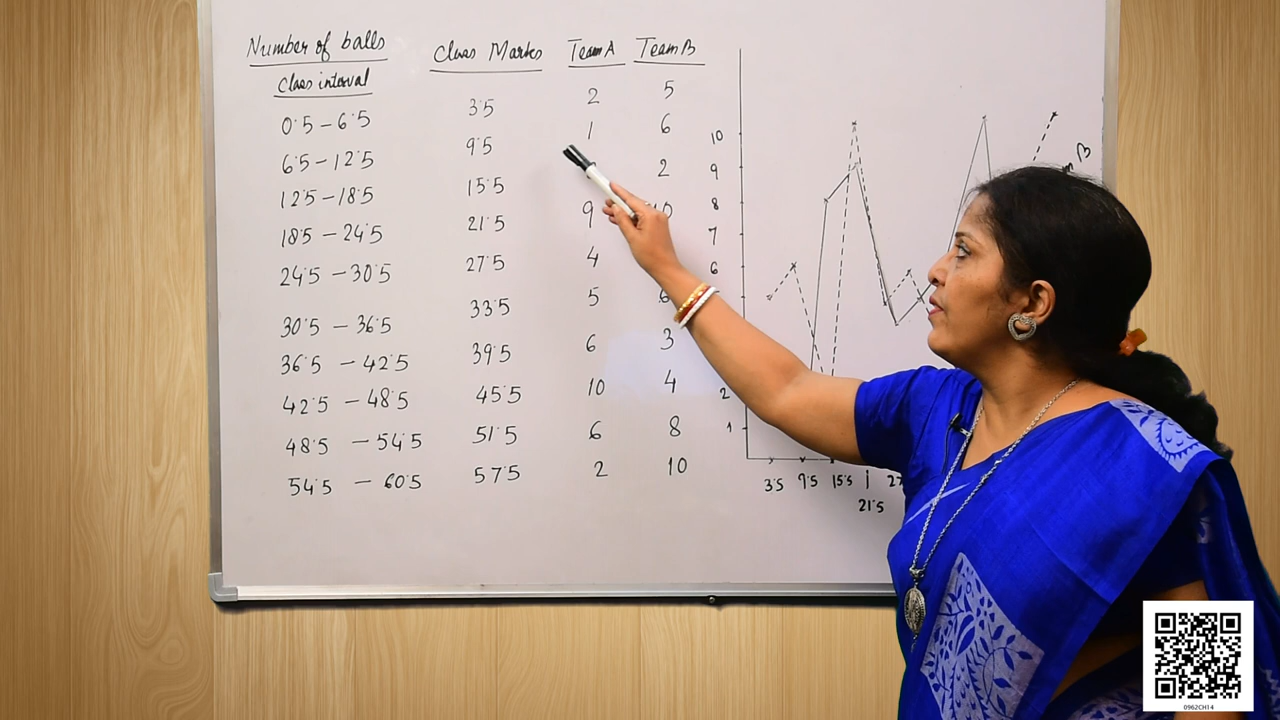 Number of balls Class Marks Team A Team B
Class interval
0.5 - 6.5 3.5 2 5
6.5 - 12.5 9.5 1 6
12.5 - 18.5 15.5 2
18.5 - 24.5 21.5 9 10
24.5 - 30.5 27.5 4
30.5 - 36.5 33.5 5 6
36.5 - 42.5 39.5 6 3
42.5 - 48.5 45.5 10 4
48.5 - 54.5 51.5 6 8
54.5 - 60.5 57.5 2 10
10
9
8
7
6
2
1
3.5 9.5 15.5
21.5
B
0962CH14